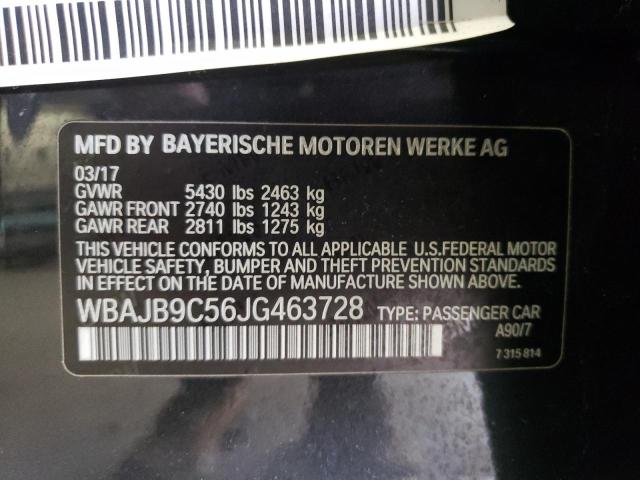 MFD BY BAYERISCHE MOTOREN WERKE AG
03/17
GVWR 5430 lbs 2463 kg
GAWR FRONT 2740 lbs 1243 kg
GAWR REAR 2811 lbs 1275 kg
THIS VEHICLE CONFORMS TO ALL APPLICABLE U.S.FEDERAL MOTOR
VEHICLE SAFETY, BUMPER AND THEFT PREVENTION STANDARDS
IN EFFECT ON THE DATE OF MANUFACTURE SHOWN ABOVE.
WBAJB9C56JG463728 TYPE: PASSENGER CAR
A90/7
7 315 814